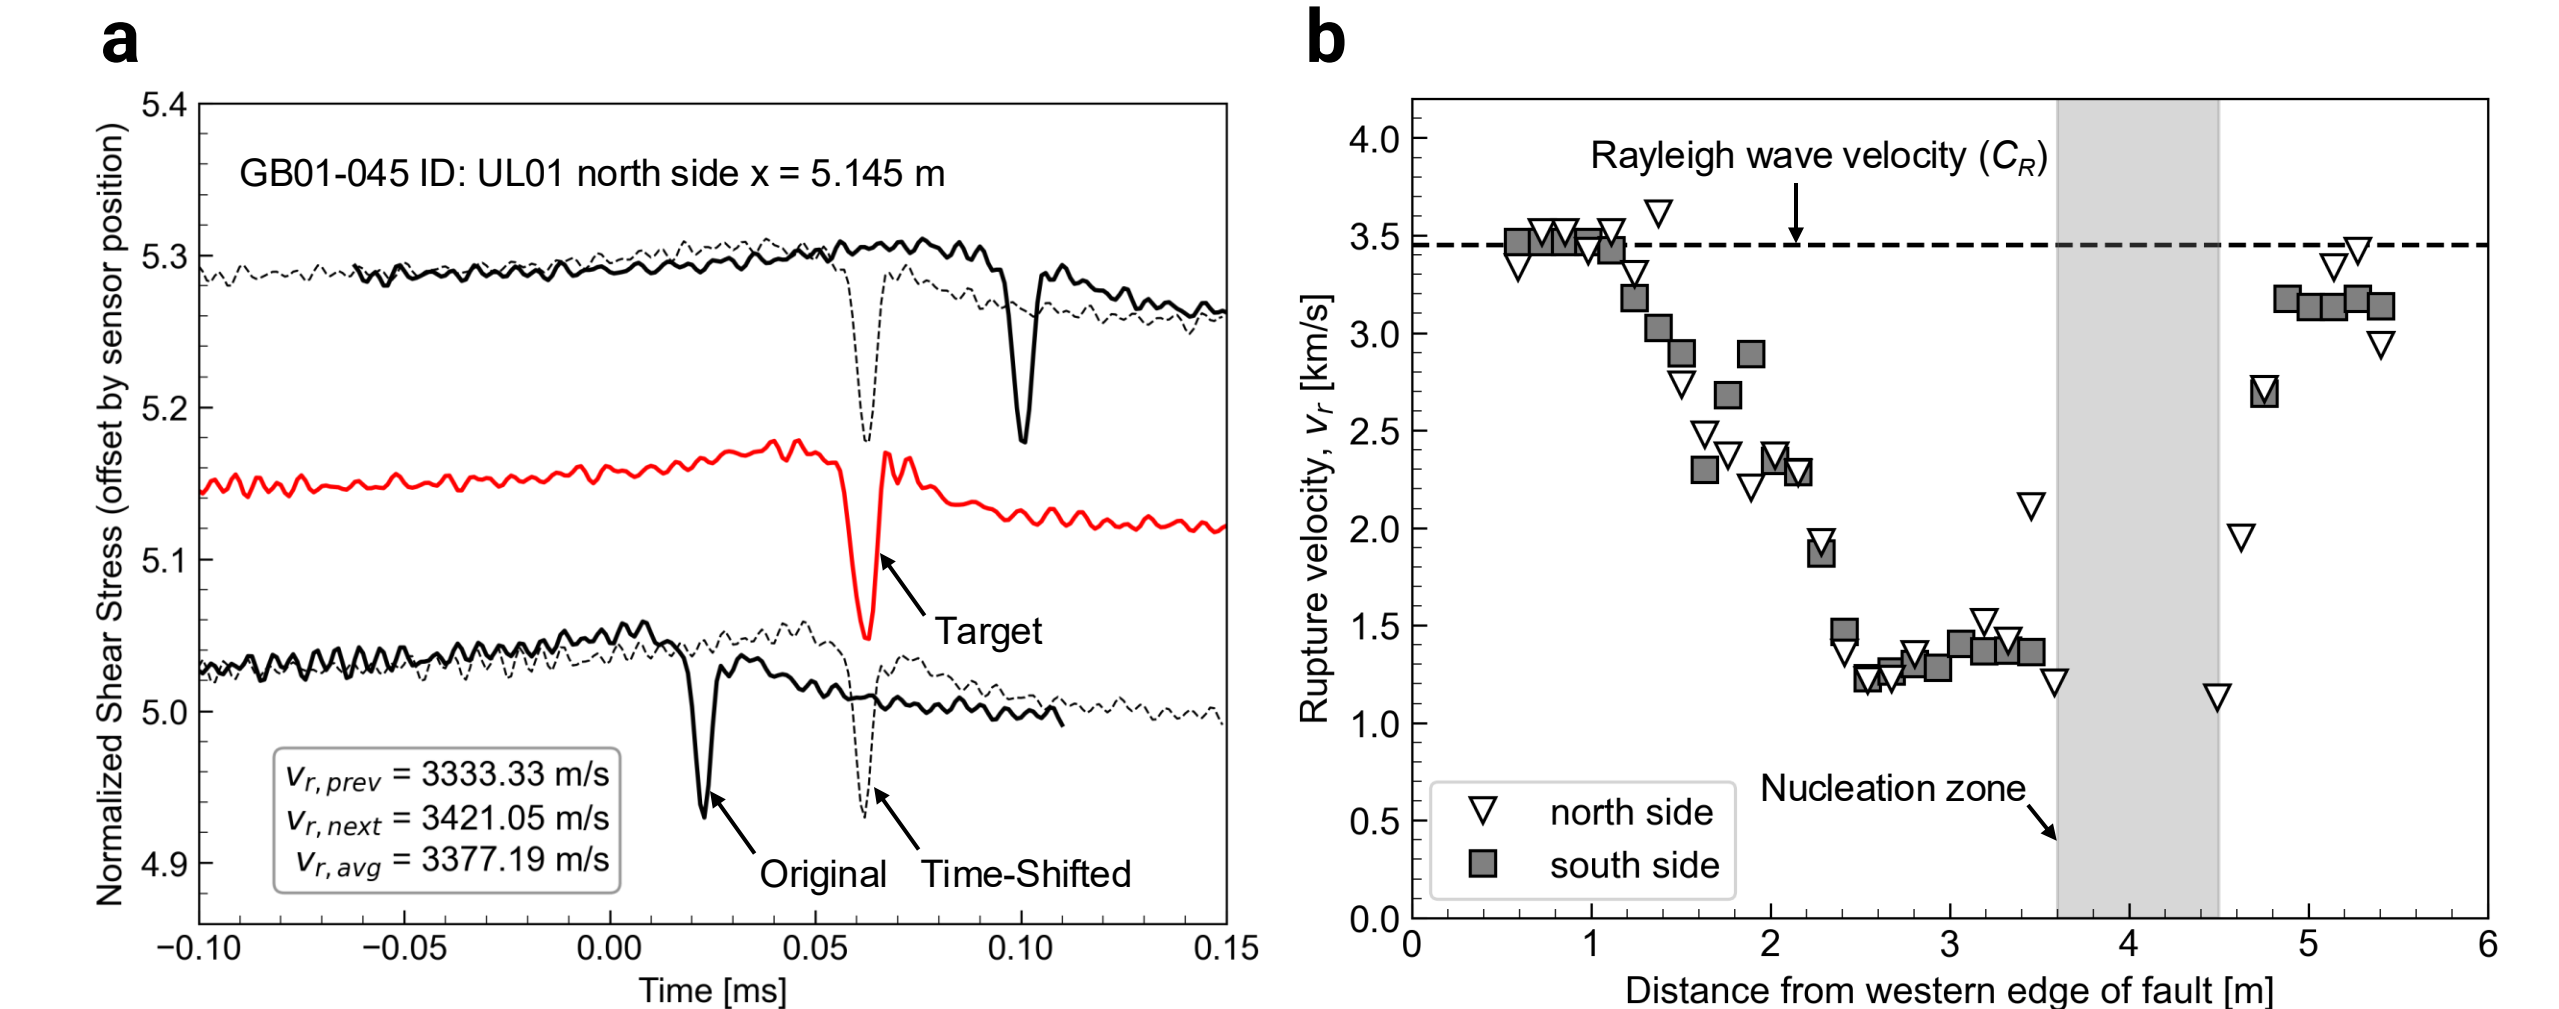 a
5.4
5.3
5.2
5.1
5.0
4.9
Normalized Shear Stress (offset by sensor position)
GB01-045 ID: UL01 north side x = 5.145 m
Target
Original
Time-Shifted
v_{r, prev} = 3333.33 m/s
v_{r, next} = 3421.05 m/s
v_{r, avg} = 3377.19 m/s
−0.10 −0.05 0.00 0.05 0.10 0.15
Time [ms]
b
4.0
3.5
3.0
2.5
2.0
1.5
1.0
0.5
0.0
Rupture velocity, v_r [km/s]
Rayleigh wave velocity (C_R)
Nucleation zone
north side
south side
0 1 2 3 4 5 6
Distance from western edge of fault [m]